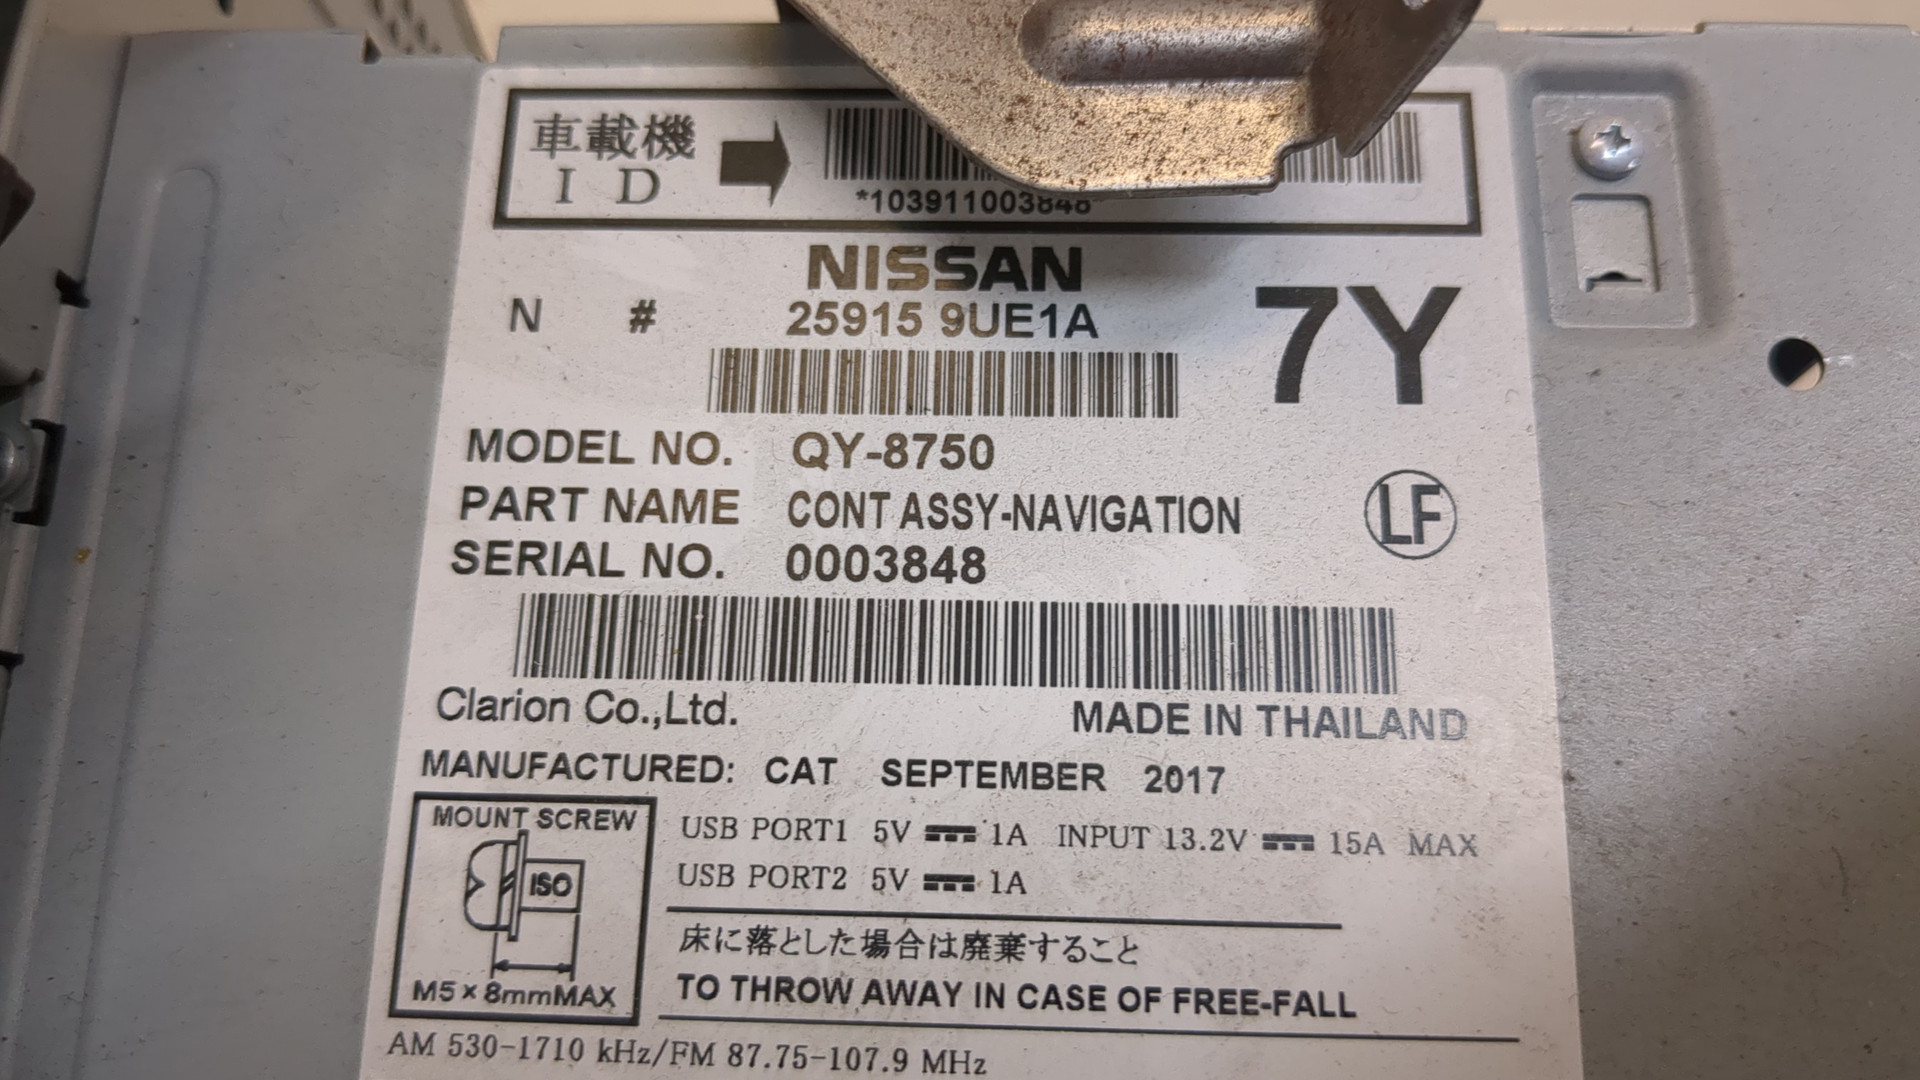 車載機
I D
*103911003848*
NISSAN
N # 25915 9UE1A 7Y
MODEL NO. QY-8750
PART NAME CONT ASSY-NAVIGATION
LF
SERIAL NO. 0003848
Clarion Co.,Ltd. MADE IN THAILAND
MANUFACTURED: CAT SEPTEMBER 2017
MOUNT SCREW
ISO
M5×8mmMAX
USB PORT1 5V ⎓ 1A INPUT 13.2V ⎓ 15A MAX
USB PORT2 5V ⎓ 1A
床に落とした場合は廃棄すること
TO THROW AWAY IN CASE OF FREE-FALL
AM 530-1710 kHz/FM 87.75-107.9 MHz